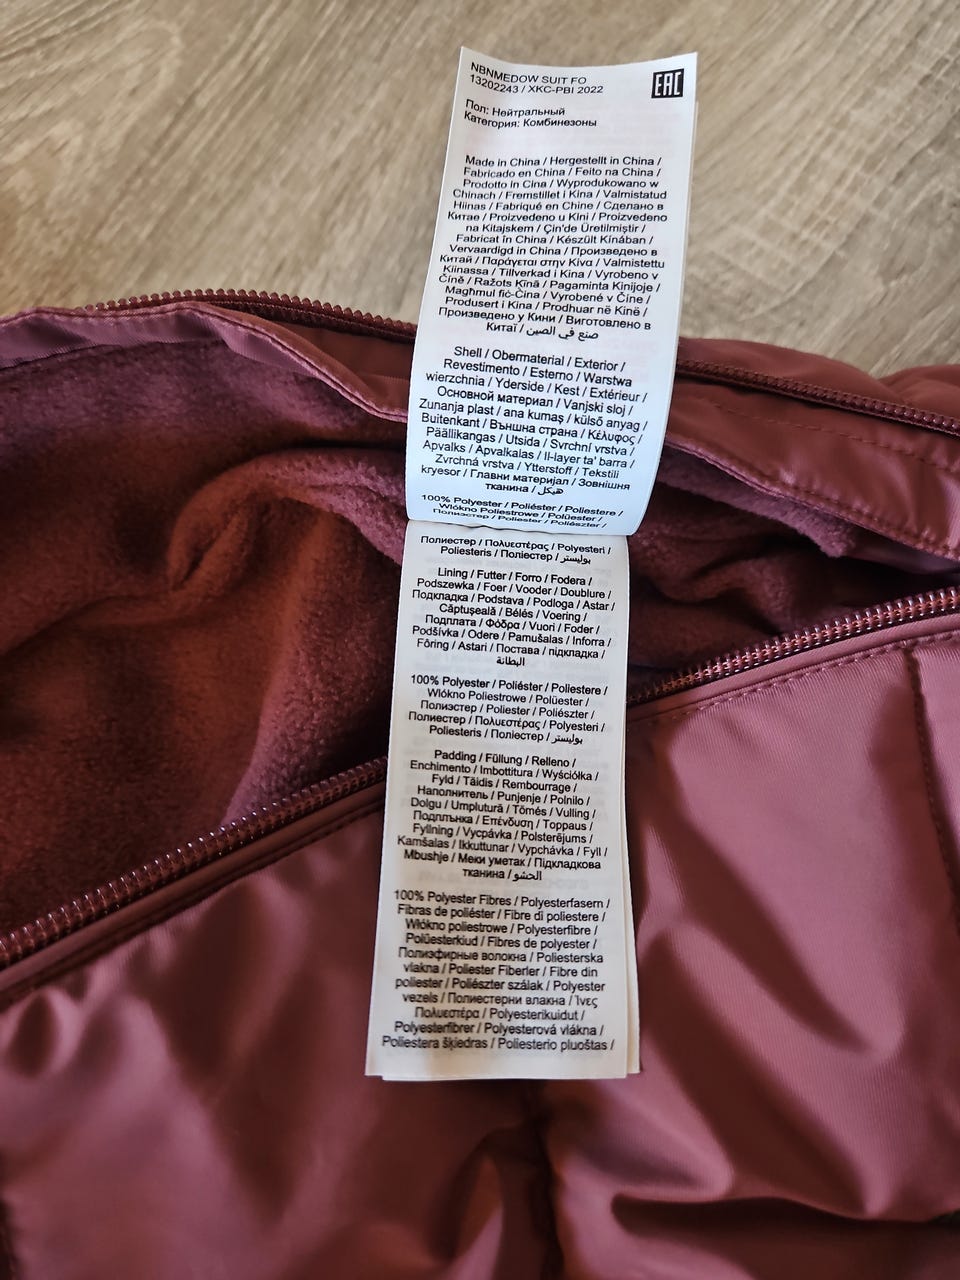 NBNMEDOW SUIT FO
13202243 / XKC-PBI 2022
EAC
Пол: Нейтральный
Категория: Комбинезоны
Made in China / Hergestellt in China /
Fabricado en China / Feito na China /
Prodotto in Cina / Wyprodukowano w
Chinach / Fremstillet i Kina / Valmistatud
Hiinas / Fabriqué en Chine / Сделано в
Китае / Proizvedeno u Kini / Proizvedeno
na Kitajskem / Çin'de Üretilmiştir /
Fabricat în China / Készült Kínában /
Vervaardigd in China / Произведено в
Китай / Παράγεται στην Κίνα / Valmistettu
Kiinassa / Tillverkad i Kina / Vyrobeno v
Číně / Ražots Kīnā / Pagaminta Kinijoje /
Magħmul fiċ-Ċina / Vyrobené v Číne /
Produsert i Kina / Prodhuar në Kinë /
Произведено у Кини / Виготовлено в
Китаї / صنع في الصين
Shell / Obermaterial / Exterior /
Revestimento / Esterno / Warstwa
wierzchnia / Yderside / Kest / Extérieur /
Основной материал / Vanjski sloj /
Zunanja plast / ana kumaş / külső anyag /
Buitenkant / Външна страна / Κέλυφος /
Päällikangas / Utsida / Svrchní vrstva /
Apvalks / Apvalkalas / Il-layer ta' barra /
Zvrchná vrstva / Ytterstoff / Tekstili
kryesor / Главни материјал / Зовнішня
тканина / هيكل
100% Polyester / Poliéster / Poliestere /
Włókno Poliestrowe / Polüester /
Полиэстер / Poliester / Poliészter /
Полиестер / Πολυεστέρας / Polyesteri /
Poliesteris / Поліестер / بوليستر
Lining / Futter / Forro / Fodera /
Podszewka / Foer / Vooder / Doublure /
Подкладка / Postava / Podloga / Astar /
Căptușeală / Bélés / Voering /
Подплата / Φόδρα / Vuori / Foder /
Podšívka / Odere / Pamušalas / Inforra /
Fôring / Astari / Постава / підкладка /
البطانة
100% Polyester / Poliéster / Poliestere /
Włókno Poliestrowe / Polüester /
Полиэстер / Poliester / Poliészter /
Полиестер / Πολυεστέρας / Polyesteri /
Poliesteris / Поліестер / بوليستر
Padding / Füllung / Relleno /
Enchimento / Imbottitura / Wyściółka /
Fyld / Täidis / Rembourrage /
Наполнитель / Punjenje / Polnilo /
Dolgu / Umplutură / Tömés / Vulling /
Подплънка / Επένδυση / Toppaus /
Fyllning / Vycpávka / Polsterējums /
Kamšalas / Ikkuttunar / Vypchávka / Fyll /
Mbushje / Меки уметак / Підкладкова
тканина / الحشو
100% Polyester Fibres / Polyesterfasern /
Fibras de poliéster / Fibre di poliestere /
Włókno poliestrowe / Polyesterfibre /
Polüesterkiud / Fibres de polyester /
Полиэфирные волокна / Poliesterska
vlakna / Poliester Fiberler / Fibre din
poliester / Poliészter szálak / Polyester
vezels / Полиестерни влакна / Ίνες
Πολυεστέρα / Polyesterikuidut /
Polyesterfibrer / Polyesterová vlákna /
Poliestera šķiedras / Poliesterio pluoštas /